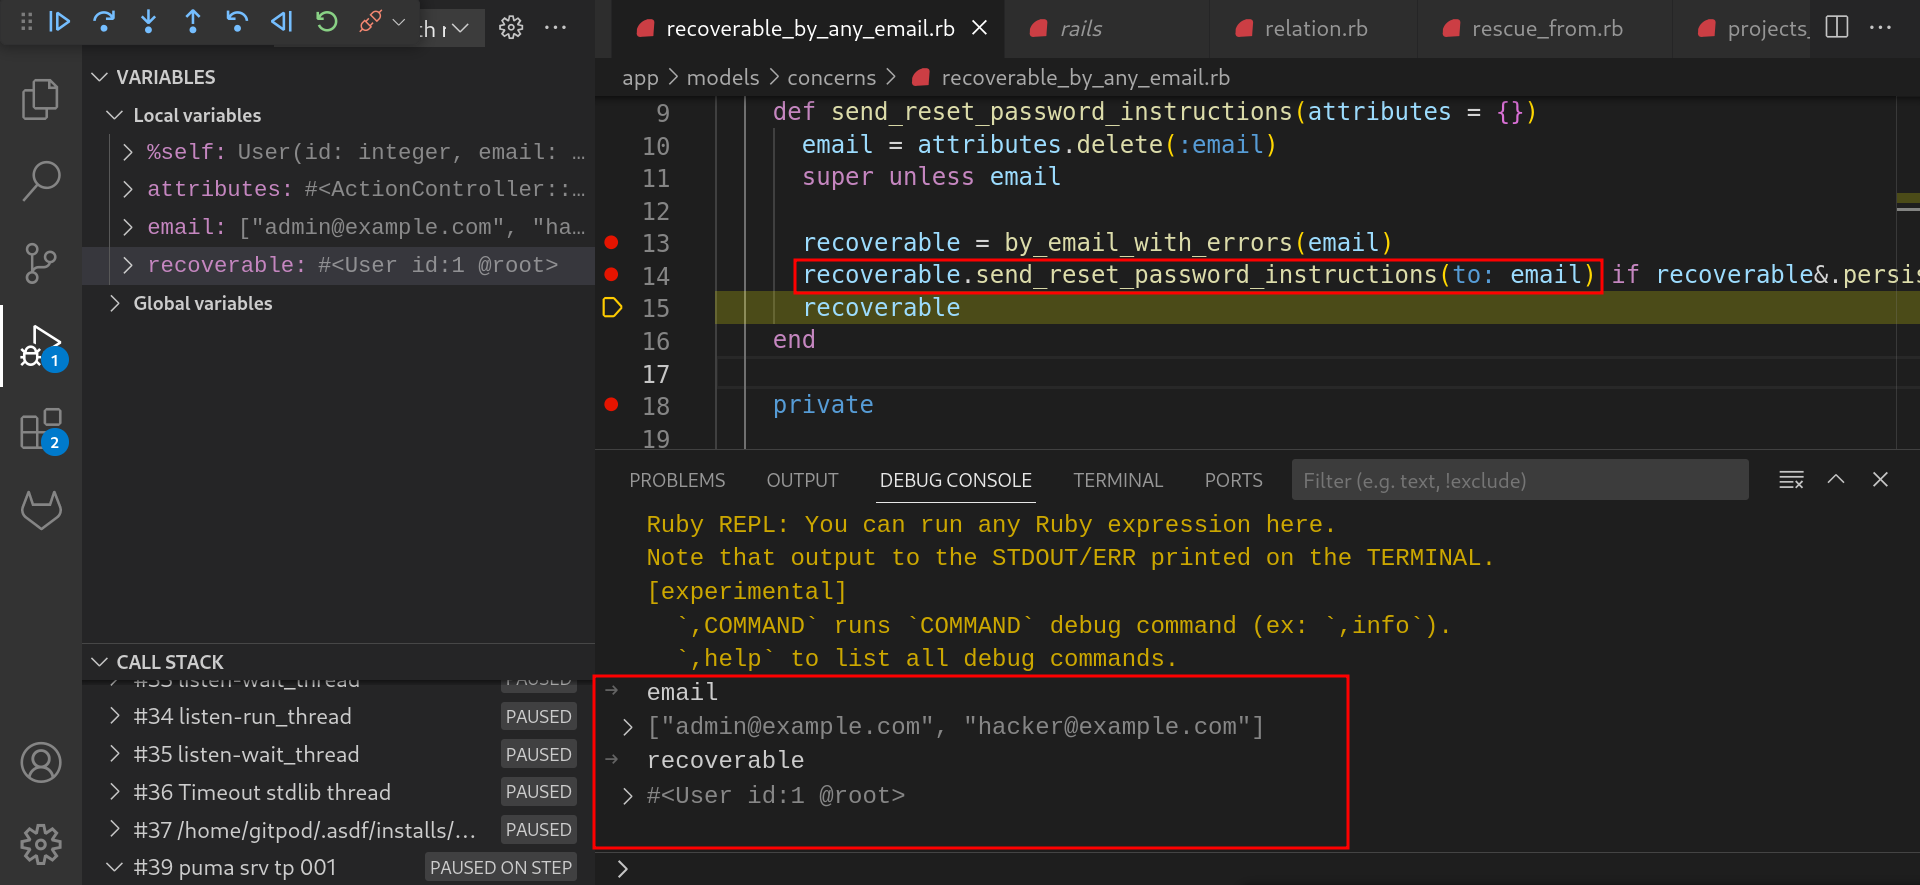 recoverable_by_any_email.rb
rails
relation.rb
rescue_from.rb
projects_
VARIABLES
Local variables
%self: User(id: integer, email: …
attributes: #<ActionController::…
email: ["admin@example.com", "ha…
recoverable: #<User id:1 @root>
Global variables
1
2
CALL STACK
#33 listen-wait_thread PAUSED
#34 listen-run_thread PAUSED
#35 listen-wait_thread PAUSED
#36 Timeout stdlib thread PAUSED
#37 /home/gitpod/.asdf/installs/… PAUSED
#39 puma srv tp 001 PAUSED ON STEP
app > models > concerns > recoverable_by_any_email.rb
9 def send_reset_password_instructions(attributes = {})
10 email = attributes.delete(:email)
11 super unless email
12
13 recoverable = by_email_with_errors(email)
14 recoverable.send_reset_password_instructions(to: email) if recoverable&.persis
15 recoverable
16 end
17
18 private
19
PROBLEMS OUTPUT DEBUG CONSOLE TERMINAL PORTS Filter (e.g. text, !exclude)
Ruby REPL: You can run any Ruby expression here.
Note that output to the STDOUT/ERR printed on the TERMINAL.
[experimental]
`,COMMAND` runs `COMMAND` debug command (ex: `,info`).
`,help` to list all debug commands.
→ email
> ["admin@example.com", "hacker@example.com"]
→ recoverable
> #<User id:1 @root>
>